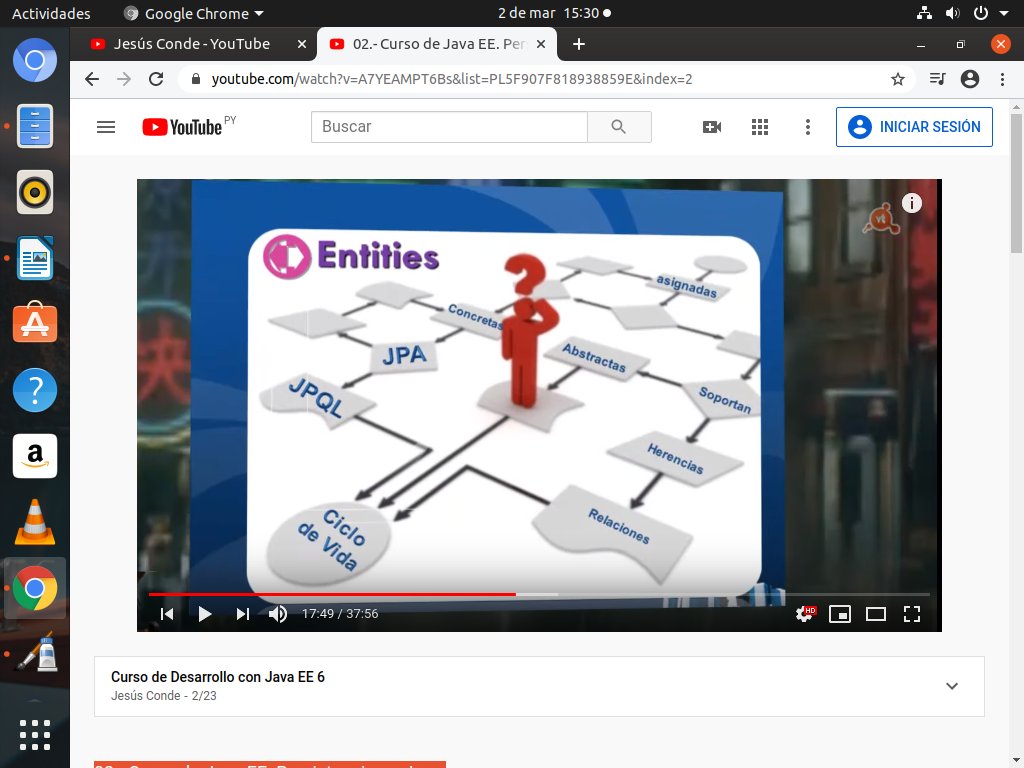 Actividades
Google Chrome
2 de mar 15:30
Jesús Conde - YouTube
02.- Curso de Java EE. Per
youtube.com/watch?v=A7YEAMPT6Bs&list=PL5F907F818938859E&index=2
YouTube PY
Buscar
INICIAR SESIÓN
Entities
vt
asignadas
Concretas
JPA
Abstractas
JPQL
Soportan
Herencias
Relaciones
Ciclo
de Vida
17:49 / 37:56
HD
Curso de Desarrollo con Java EE 6
Jesús Conde - 2/23